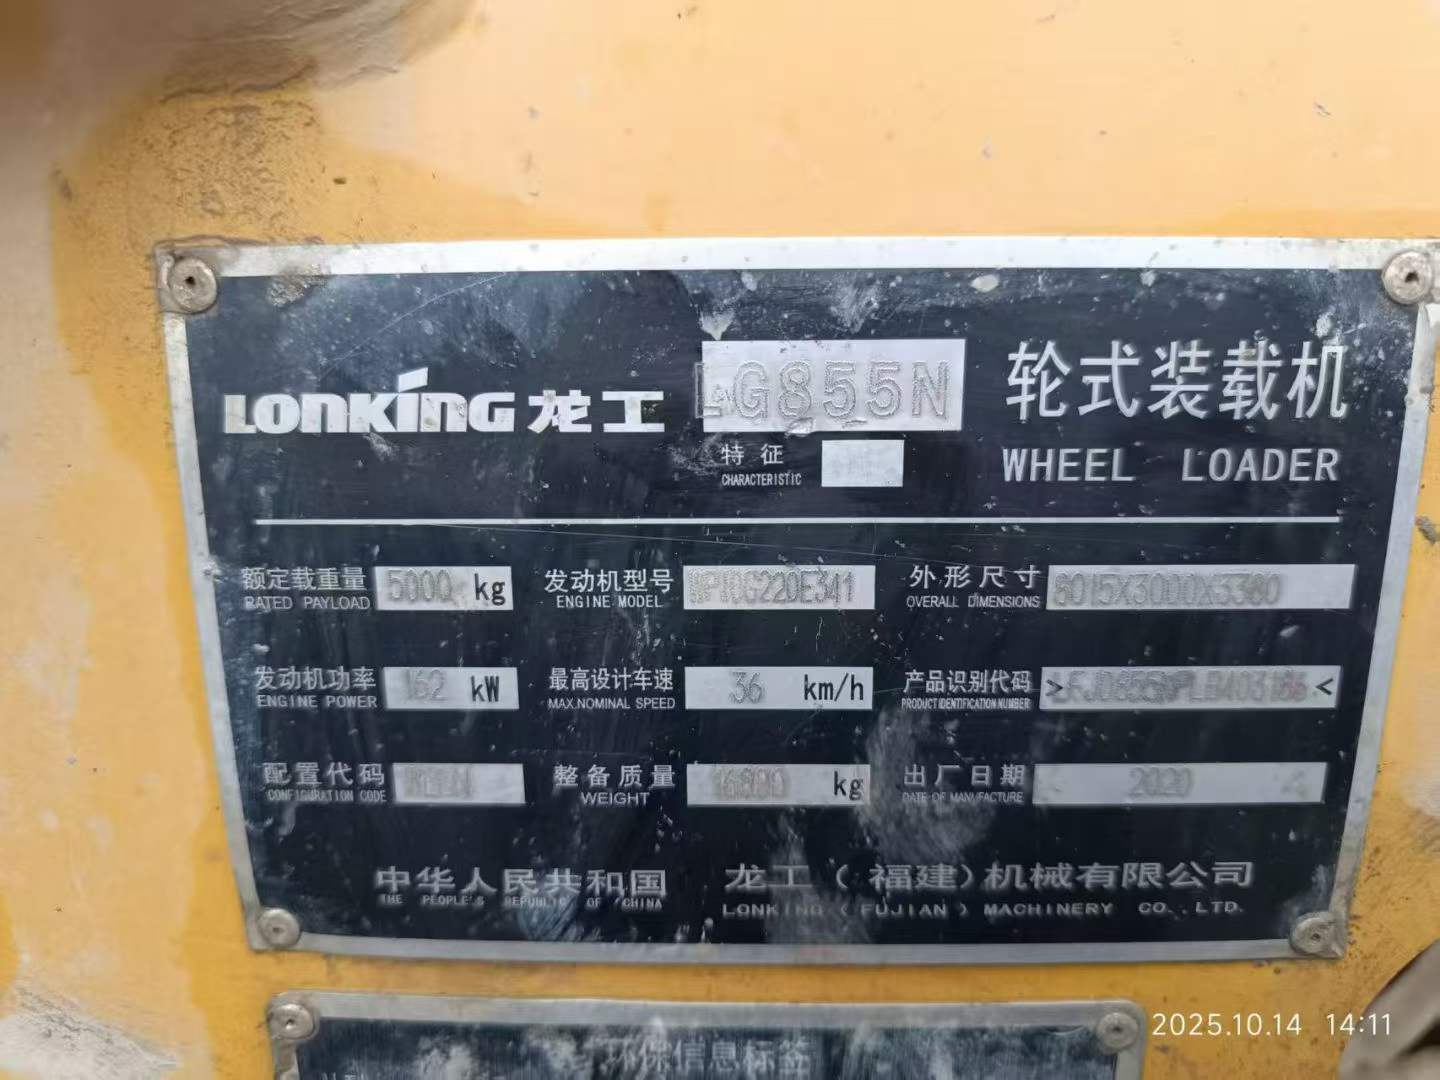 LONKING 龙工 LG855N 轮式装载机
特征
CHARACTERISTIC
WHEEL LOADER
额定载重量 5000 kg 发动机型号 WP10G220E341 外形尺寸 8015X3000X3380
RATED PAYLOAD ENGINE MODEL OVERALL DIMENSIONS
发动机功率 162 kW 最高设计车速 36 km/h 产品识别代码
ENGINE POWER MAX.NOMINAL SPEED PRODUCT IDENTIFICATION NUMBER
配置代码 整备质量 16800 kg 出厂日期 2020
CONFIGURATION CODE WEIGHT DATE OF MANUFACTURE
中华人民共和国 龙工(福建)机械有限公司
THE PEOPLE'S REPUBLIC OF CHINA LONKING (FUJIAN) MACHINERY CO.,LTD.
环保信息标签
2025.10.14 14:11